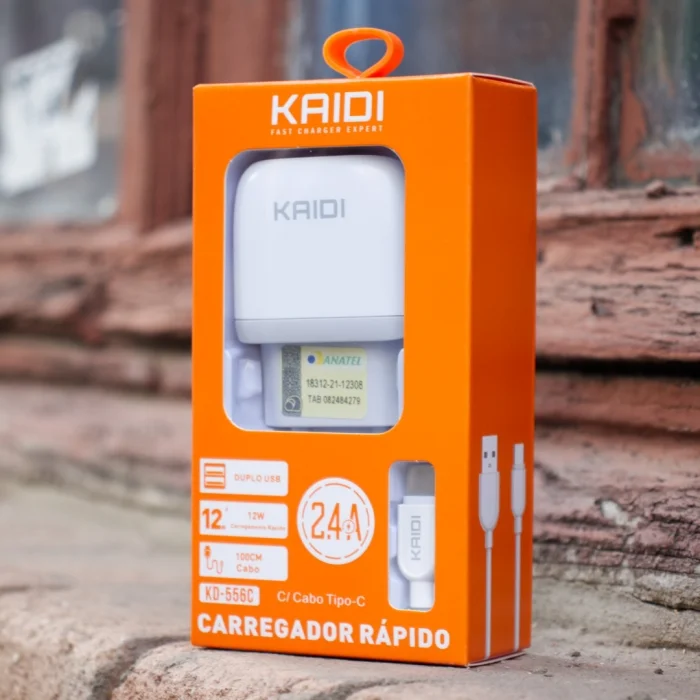 KAIDI
FAST CHARGER EXPERT
KAIDI
ANATEL
18312-21-12308
TAB 082484279
DUPLO USB
12W
12W
Carregamento Rápido
100CM
Cabo
2.4A
KAIDI
KD-556C
C/ Cabo Tipo-C
CARREGADOR RÁPIDO